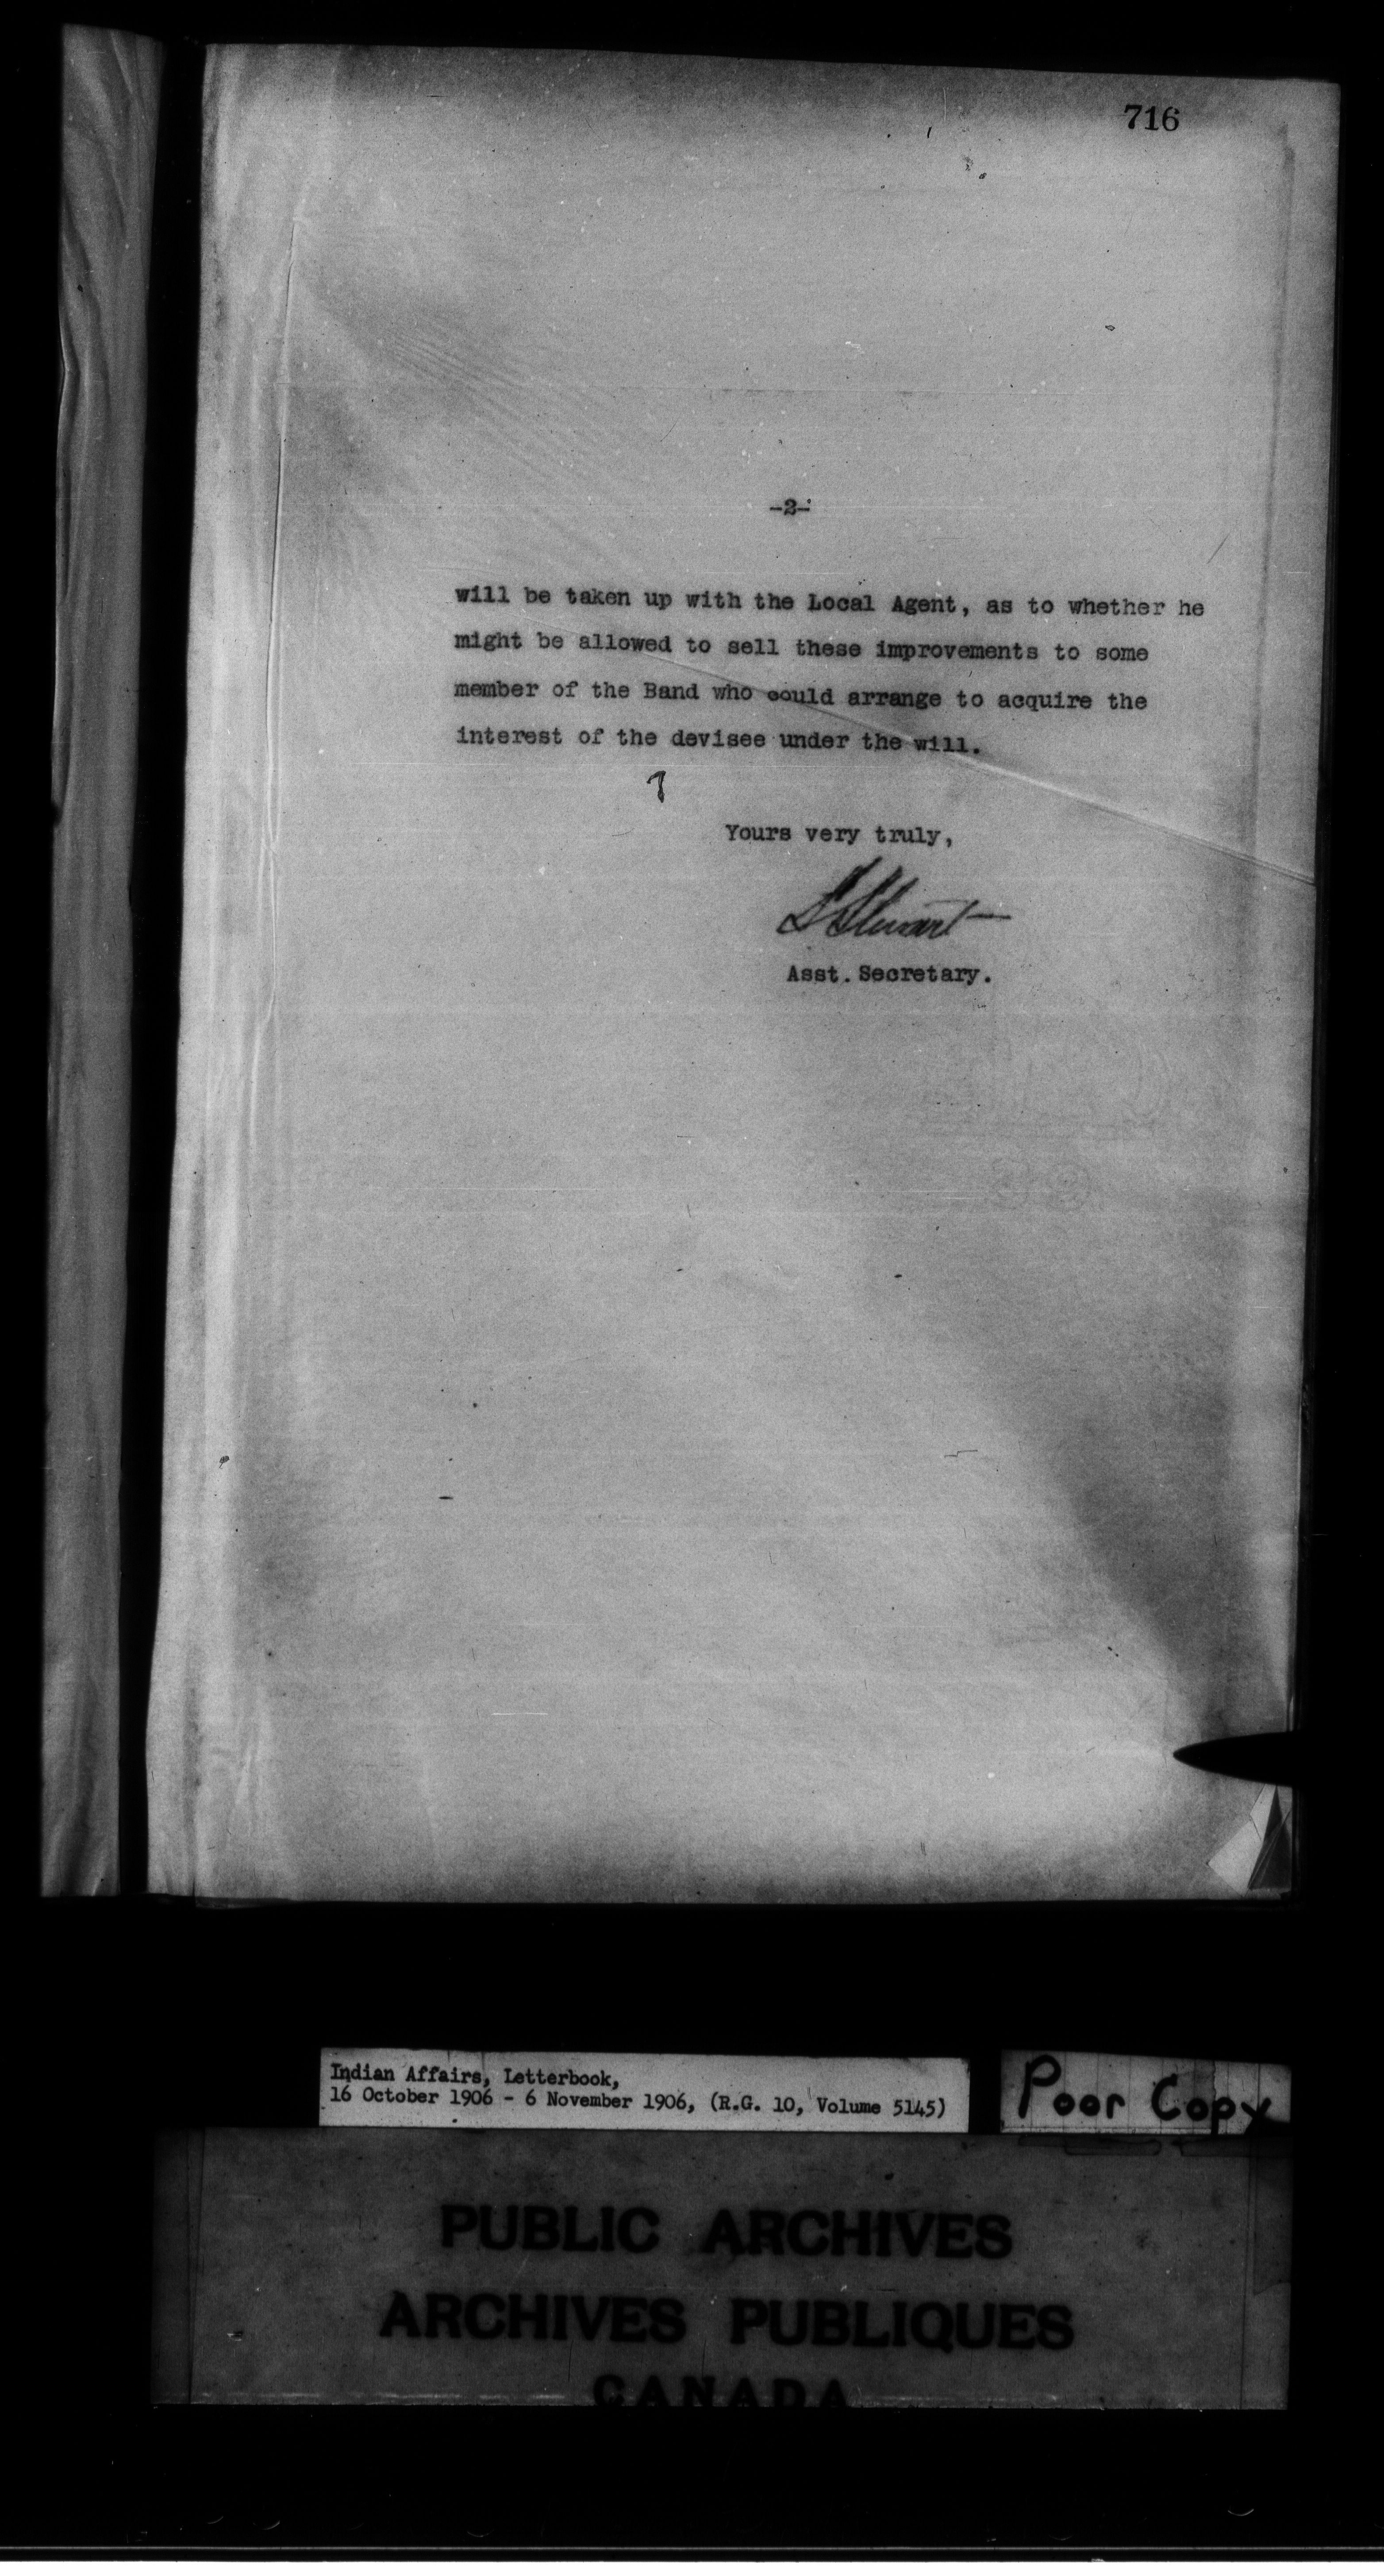 716
-2-
will be taken up with the Local Agent, as to whether he
might be allowed to sell these improvements to some
member of the Band who could arrange to acquire the
interest of the devisee under the will.
Yours very truly,
S Stewart
Asst. Secretary.
Indian Affairs, Letterbook,
16 October 1906 - 6 November 1906, (R.G. 10, Volume 5145)
Poor Copy
PUBLIC ARCHIVES
ARCHIVES PUBLIQUES
CANADA